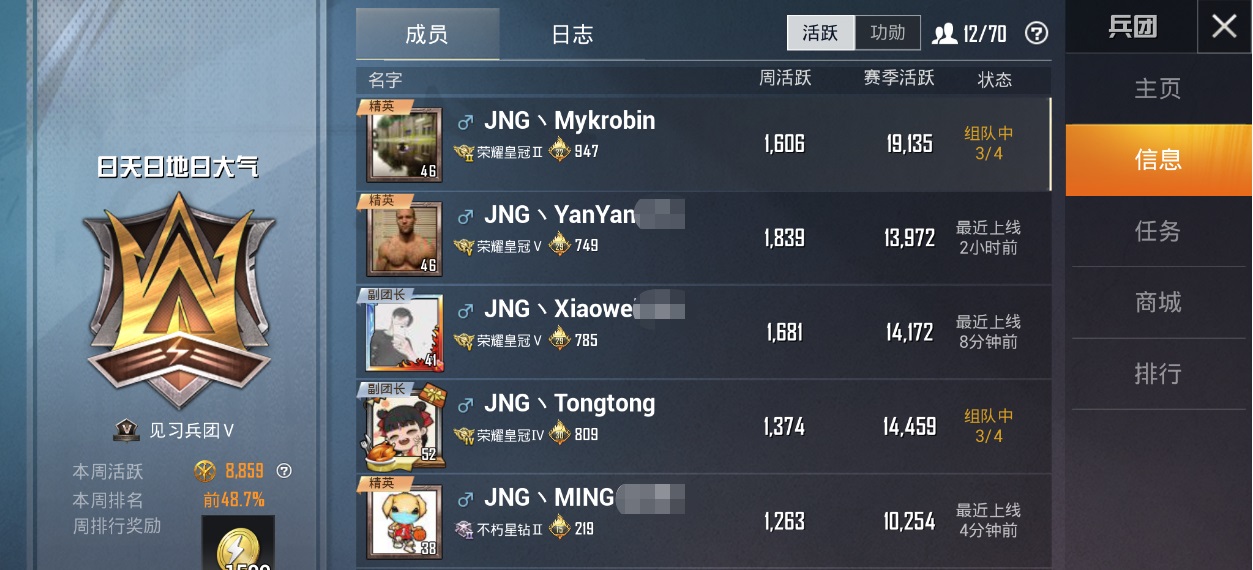 成员
日志
活跃
功勋
12/70
?
兵团
名字
周活跃
赛季活跃
状态
精英
46
JNG丶Mykrobin
荣耀皇冠II
32
947
1,606
19,135
组队中
3/4
精英
46
JNG丶YanYan
荣耀皇冠V
749
1,839
13,972
最近上线
2小时前
副团长
41
JNG丶Xiaowei
荣耀皇冠V
785
1,681
14,172
最近上线
8分钟前
副团长
52
JNG丶Tongtong
荣耀皇冠IV
809
1,374
14,459
组队中
3/4
精英
38
JNG丶MING
不朽星钻II
219
1,263
10,254
最近上线
4分钟前
日天日地日大气
V
见习兵团V
本周活跃
8,859
?
本周排名
前48.7%
周排行奖励
1500
主页
信息
任务
商城
排行